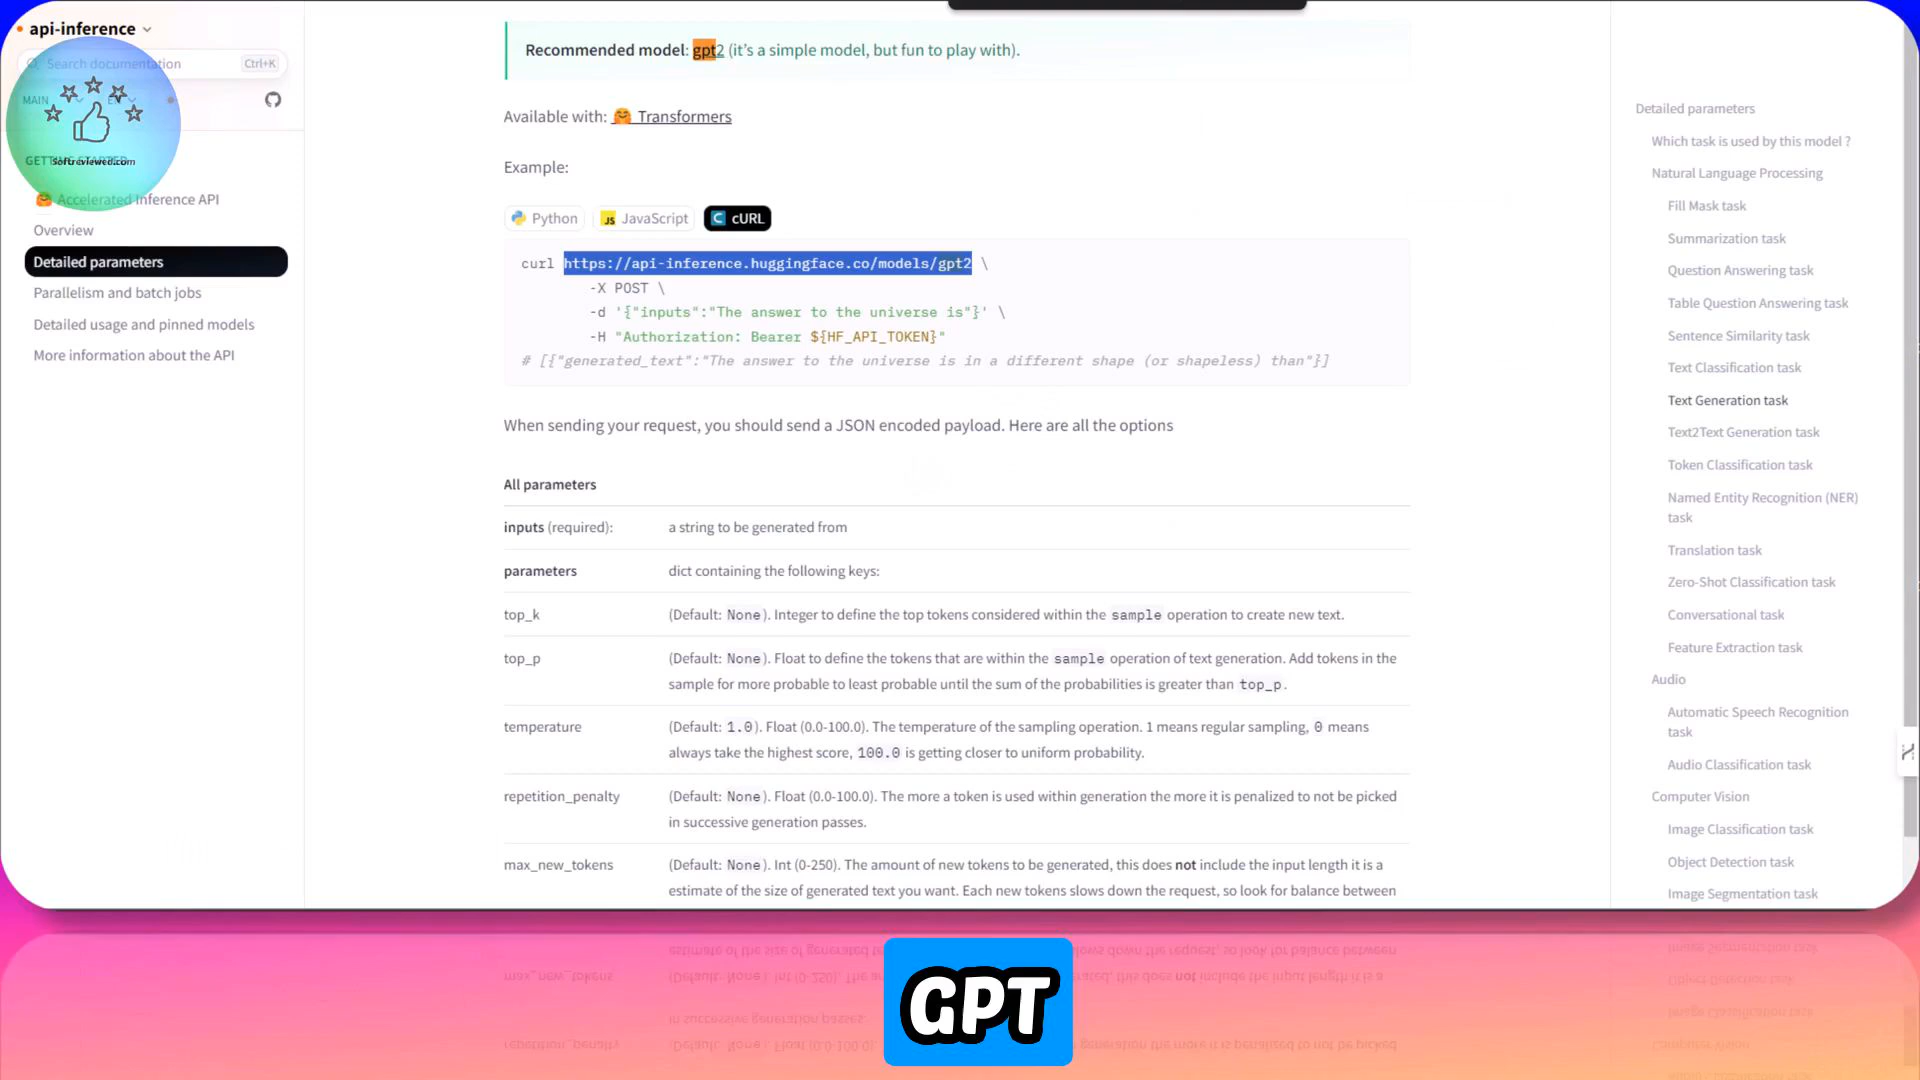 api-inference
Search documentation Ctrl+K
MAIN EN
GETTING STARTED
Softreviewed.com
🤗 Accelerated Inference API
Overview
Detailed parameters
Parallelism and batch jobs
Detailed usage and pinned models
More information about the API
Recommended model: gpt2 (it’s a simple model, but fun to play with).
Available with: 🤗 Transformers
Example:
Python JavaScript cURL
curl https://api-inference.huggingface.co/models/gpt2 \
-X POST \
-d '{"inputs":"The answer to the universe is"}' \
-H "Authorization: Bearer ${HF_API_TOKEN}"
# [{"generated_text":"The answer to the universe is in a different shape (or shapeless) than"}]
When sending your request, you should send a JSON encoded payload. Here are all the options
All parameters
inputs (required): a string to be generated from
parameters dict containing the following keys:
top_k (Default: None). Integer to define the top tokens considered within the sample operation to create new text.
top_p (Default: None). Float to define the tokens that are within the sample operation of text generation. Add tokens in the
sample for more probable to least probable until the sum of the probabilities is greater than top_p.
temperature (Default: 1.0). Float (0.0-100.0). The temperature of the sampling operation. 1 means regular sampling, 0 means
always take the highest score, 100.0 is getting closer to uniform probability.
repetition_penalty (Default: None). Float (0.0-100.0). The more a token is used within generation the more it is penalized to not be picked
in successive generation passes.
max_new_tokens (Default: None). Int (0-250). The amount of new tokens to be generated, this does not include the input length it is a
estimate of the size of generated text you want. Each new tokens slows down the request, so look for balance between
Detailed parameters
Which task is used by this model ?
Natural Language Processing
Fill Mask task
Summarization task
Question Answering task
Table Question Answering task
Sentence Similarity task
Text Classification task
Text Generation task
Text2Text Generation task
Token Classification task
Named Entity Recognition (NER)
task
Translation task
Zero-Shot Classification task
Conversational task
Feature Extraction task
Audio
Automatic Speech Recognition
task
Audio Classification task
Computer Vision
Image Classification task
Object Detection task
Image Segmentation task
GPT